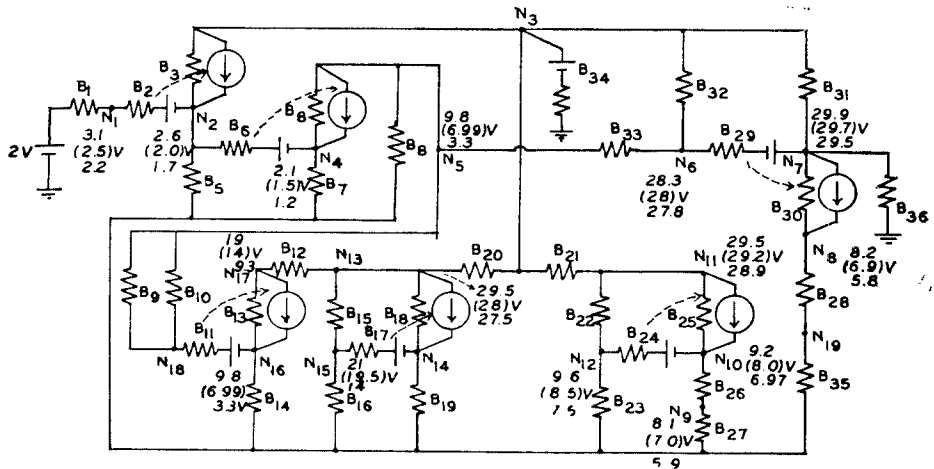 N3
B1
B2
B3
B34
B32
B31
2V
N1
3.1
(2.5)V
2.2
N2
2.6
(2.0)V
1.7
B5
B6
B8
2.1
(1.5)V
1.2
N4
B7
B8
9.8
(6.99)V
3.3
N5
B33
N6
28.3
(28)V
27.8
B29
N7
29.9
(29.7)V
29.5
B30
B36
N8
8.2
(6.9)V
5.8
B28
N19
B35
B9
B10
19
(14)V
9.3
N17
B12
N13
B20
B21
29.5
(28)V
27.5
N11
29.5
(29.2)V
28.9
B11
B13
B15
B17
B18
B22
B24
B25
N18
N16
9.8
(6.99)
3.3V
B14
N15
21
(19.5)V
B16
N14
B19
N12
9.6
(8.5)V
7.5
B23
N10
9.2
(8.0)V
6.97
B26
N9
8.1
(7.0)V
5.9
B27